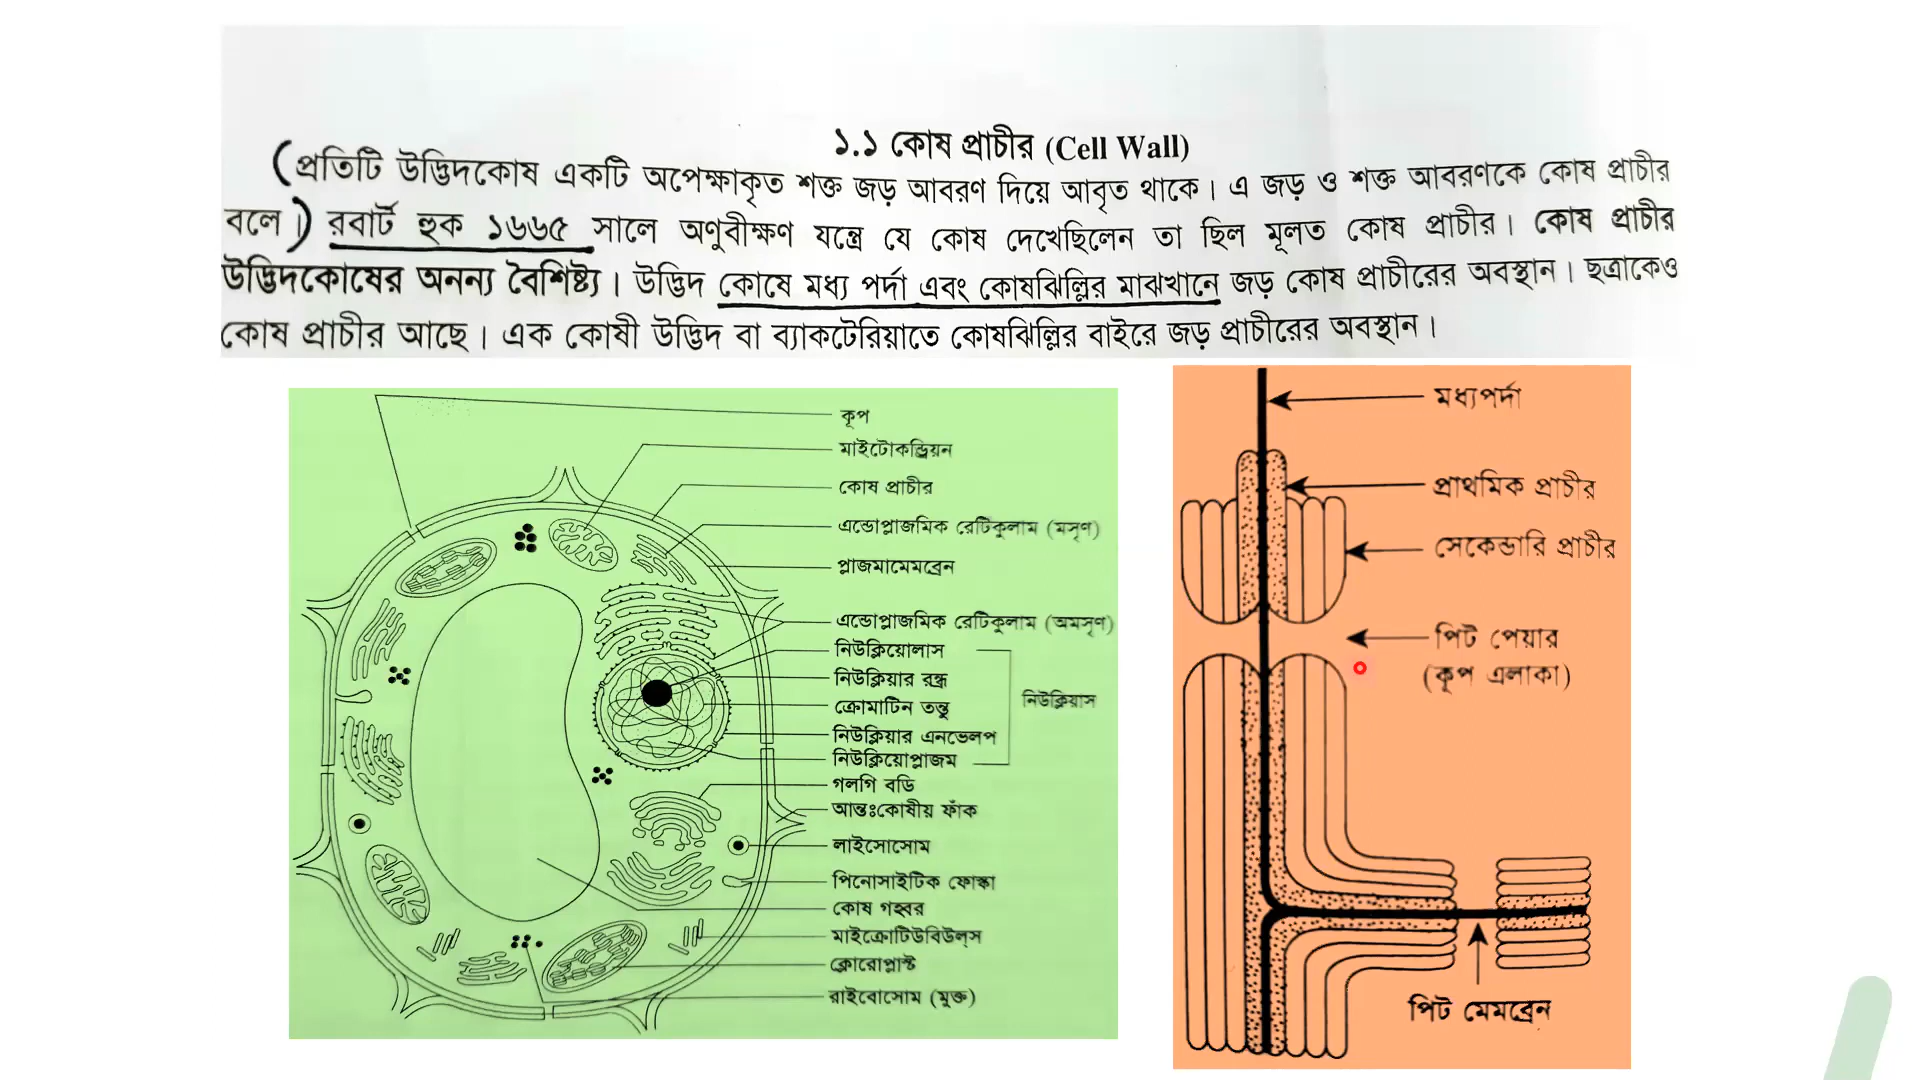 ১.১ কোষ প্রাচীর (Cell Wall)
(প্রতিটি উদ্ভিদকোষ একটি অপেক্ষাকৃত শক্ত জড় আবরণ দিয়ে আবৃত থাকে। এ জড় ও শক্ত আবরণকে কোষ প্রাচীর
বলে।) রবার্ট হুক ১৬৬৫ সালে অণুবীক্ষণ যন্ত্রে যে কোষ দেখেছিলেন তা ছিল মূলত কোষ প্রাচীর। কোষ প্রাচীর
উদ্ভিদকোষের অনন্য বৈশিষ্ট্য। উদ্ভিদ কোষে মধ্য পর্দা এবং কোষঝিল্লির মাঝখানে জড় কোষ প্রাচীরের অবস্থান। ছত্রাকেও
কোষ প্রাচীর আছে। এক কোষী উদ্ভিদ বা ব্যাকটেরিয়াতে কোষঝিল্লির বাইরে জড় প্রাচীরের অবস্থান।
কূপ
মাইটোকন্ড্রিয়ন
কোষ প্রাচীর
এন্ডোপ্লাজমিক রেটিকুলাম (মসৃণ)
প্লাজমামেমব্রেন
এন্ডোপ্লাজমিক রেটিকুলাম (অমসৃণ)
নিউক্লিয়োলাস
নিউক্লিয়ার রন্ধ্র
ক্রোমাটিন তন্তু
নিউক্লিয়ার এনভেলপ
নিউক্লিয়োপ্লাজম
নিউক্লিয়াস
গলগি বডি
আন্তঃকোষীয় ফাঁক
লাইসোসোম
পিনোসাইটিক ফোস্কা
কোষ গহ্বর
মাইক্রোটিউবিউল্স
ক্লোরোপ্লাস্ট
রাইবোসোম (মুক্ত)
মধ্যপর্দা
প্রাথমিক প্রাচীর
সেকেন্ডারি প্রাচীর
পিট পেয়ার
(কূপ এলাকা)
পিট মেমব্রেন